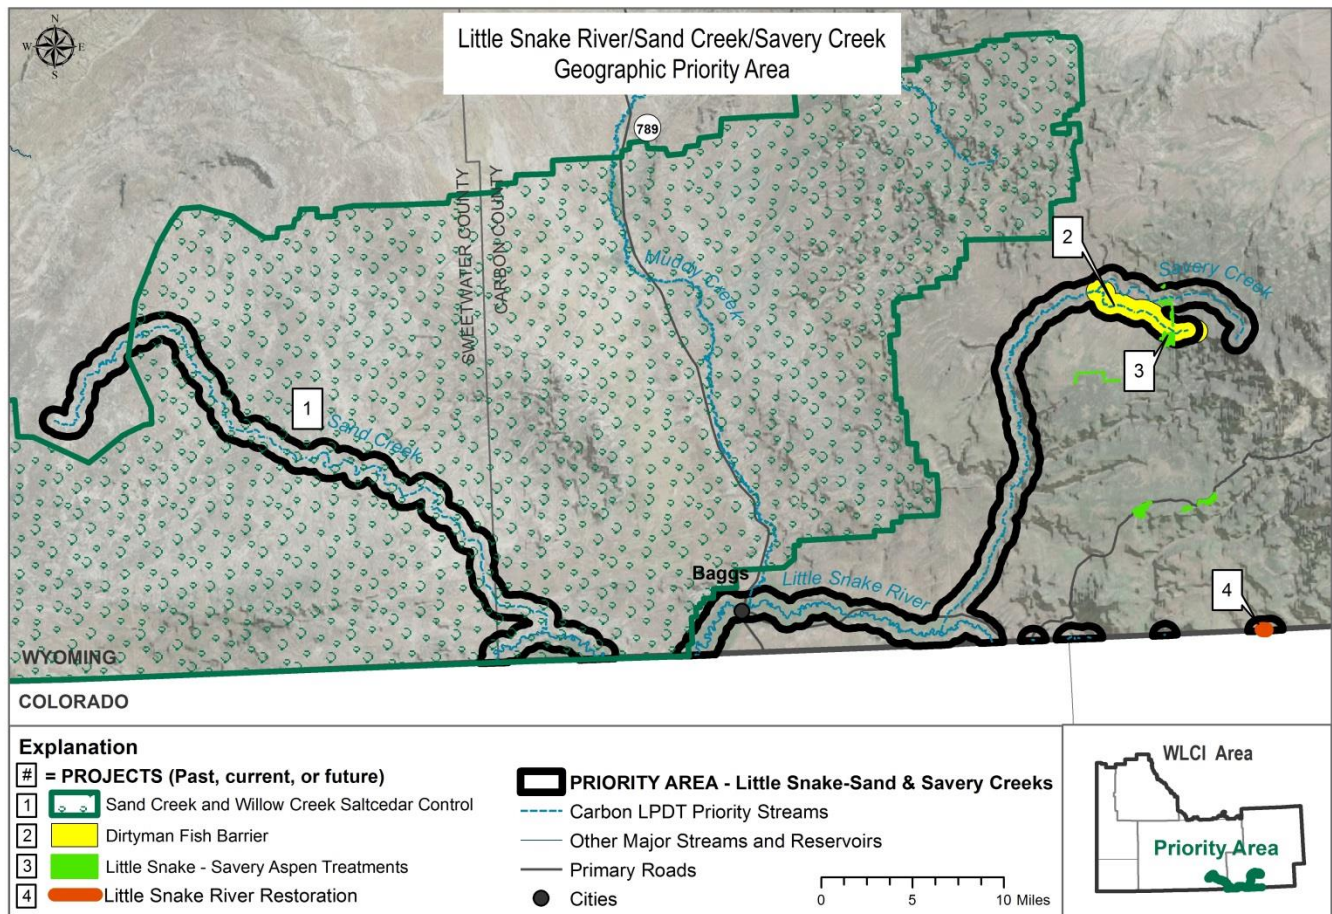 N
W E
S
Little Snake River/Sand Creek/Savery Creek
Geographic Priority Area
789
SWEETWATER COUNTY
CARBON COUNTY
Muddy Creek
2
Savery Creek
3
1
Sand Creek
Baggs
Little Snake River
4
WYOMING
COLORADO
Explanation
# = PROJECTS (Past, current, or future)
1 Sand Creek and Willow Creek Saltcedar Control
2 Dirtyman Fish Barrier
3 Little Snake - Savery Aspen Treatments
4 Little Snake River Restoration
PRIORITY AREA - Little Snake-Sand & Savery Creeks
Carbon LPDT Priority Streams
Other Major Streams and Reservoirs
Primary Roads
Cities
0 5 10 Miles
WLCI Area
Priority Area